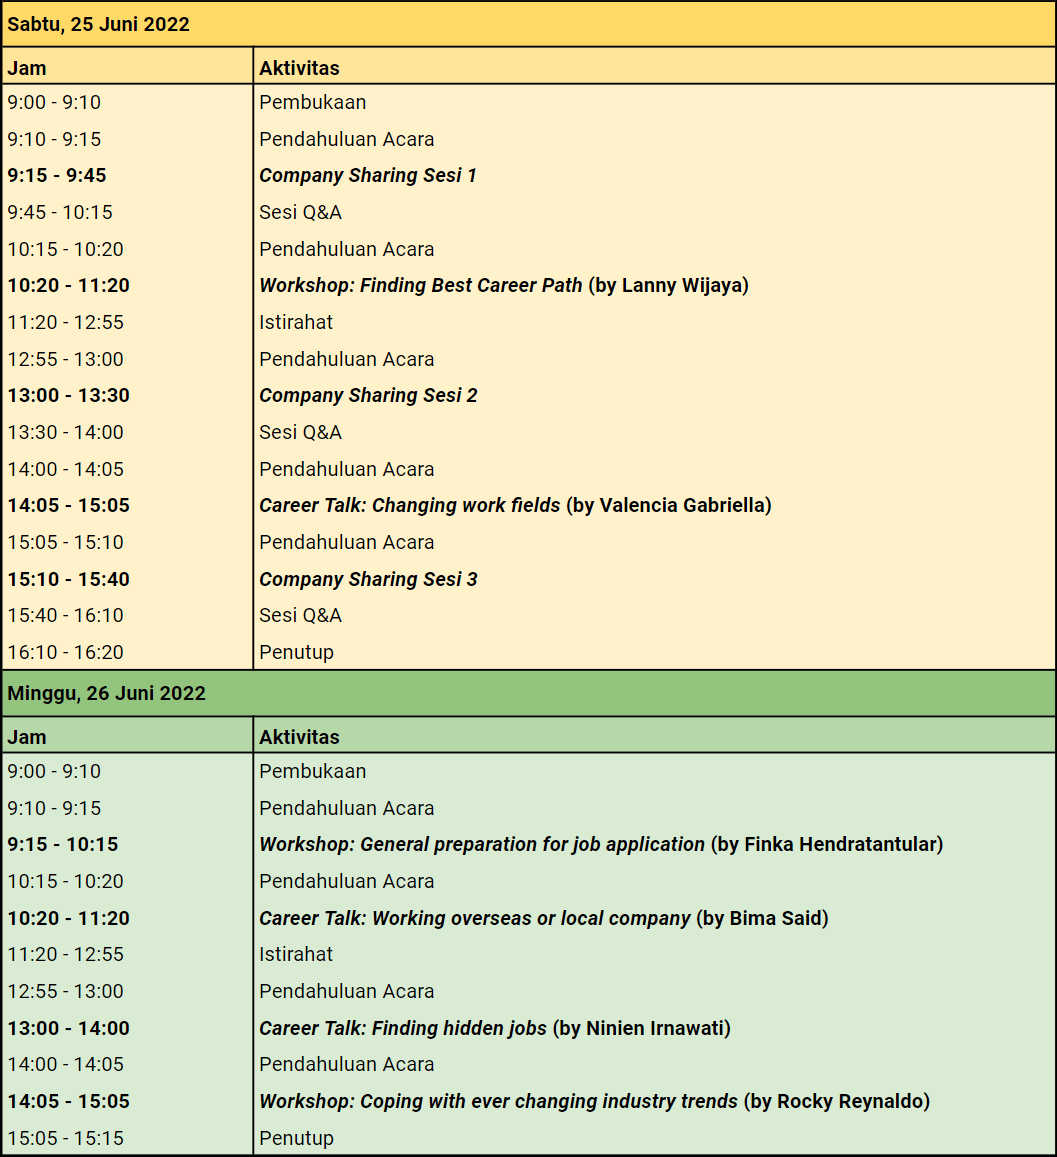 Sabtu, 25 Juni 2022
Jam Aktivitas
9:00 - 9:10 Pembukaan
9:10 - 9:15 Pendahuluan Acara
9:15 - 9:45 Company Sharing Sesi 1
9:45 - 10:15 Sesi Q&A
10:15 - 10:20 Pendahuluan Acara
10:20 - 11:20 Workshop: Finding Best Career Path (by Lanny Wijaya)
11:20 - 12:55 Istirahat
12:55 - 13:00 Pendahuluan Acara
13:00 - 13:30 Company Sharing Sesi 2
13:30 - 14:00 Sesi Q&A
14:00 - 14:05 Pendahuluan Acara
14:05 - 15:05 Career Talk: Changing work fields (by Valencia Gabriella)
15:05 - 15:10 Pendahuluan Acara
15:10 - 15:40 Company Sharing Sesi 3
15:40 - 16:10 Sesi Q&A
16:10 - 16:20 Penutup
Minggu, 26 Juni 2022
Jam Aktivitas
9:00 - 9:10 Pembukaan
9:10 - 9:15 Pendahuluan Acara
9:15 - 10:15 Workshop: General preparation for job application (by Finka Hendratantular)
10:15 - 10:20 Pendahuluan Acara
10:20 - 11:20 Career Talk: Working overseas or local company (by Bima Said)
11:20 - 12:55 Istirahat
12:55 - 13:00 Pendahuluan Acara
13:00 - 14:00 Career Talk: Finding hidden jobs (by Ninien Irnawati)
14:00 - 14:05 Pendahuluan Acara
14:05 - 15:05 Workshop: Coping with ever changing industry trends (by Rocky Reynaldo)
15:05 - 15:15 Penutup